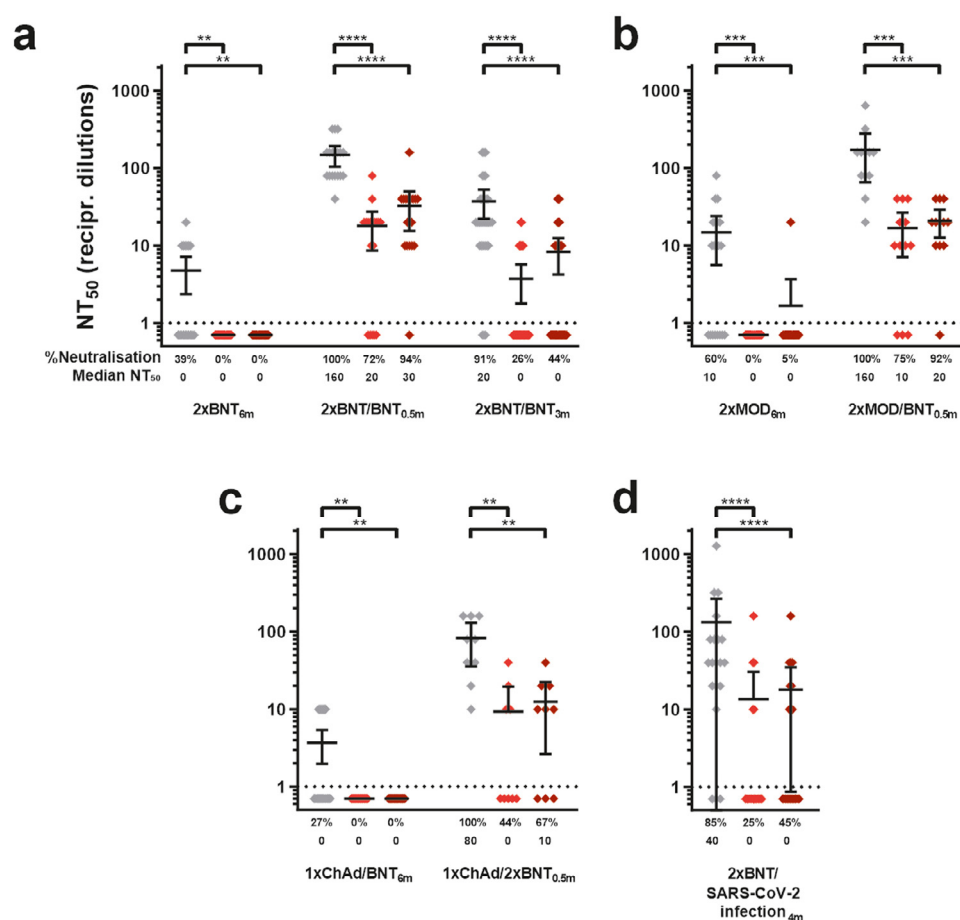 a
b
** **** **** *** ***
** **** **** *** ***
NT50 (recipr. dilutions)
1000 1000
100 100
10 10
1 1
%Neutralisation 39% 0% 0% 100% 72% 94% 91% 26% 44% 60% 0% 5% 100% 75% 92%
Median NT50 0 0 0 160 20 30 20 0 0 10 0 0 160 10 20
2xBNT6m 2xBNT/BNT0.5m 2xBNT/BNT3m 2xMOD6m 2xMOD/BNT0.5m
c
d
** ** ****
** ** ****
1000 1000
100 100
10 10
1 1
27% 0% 0% 100% 44% 67% 85% 25% 45%
0 0 0 80 0 10 40 0 0
1xChAd/BNT6m 1xChAd/2xBNT0.5m 2xBNT/
SARS-CoV-2
infection4m